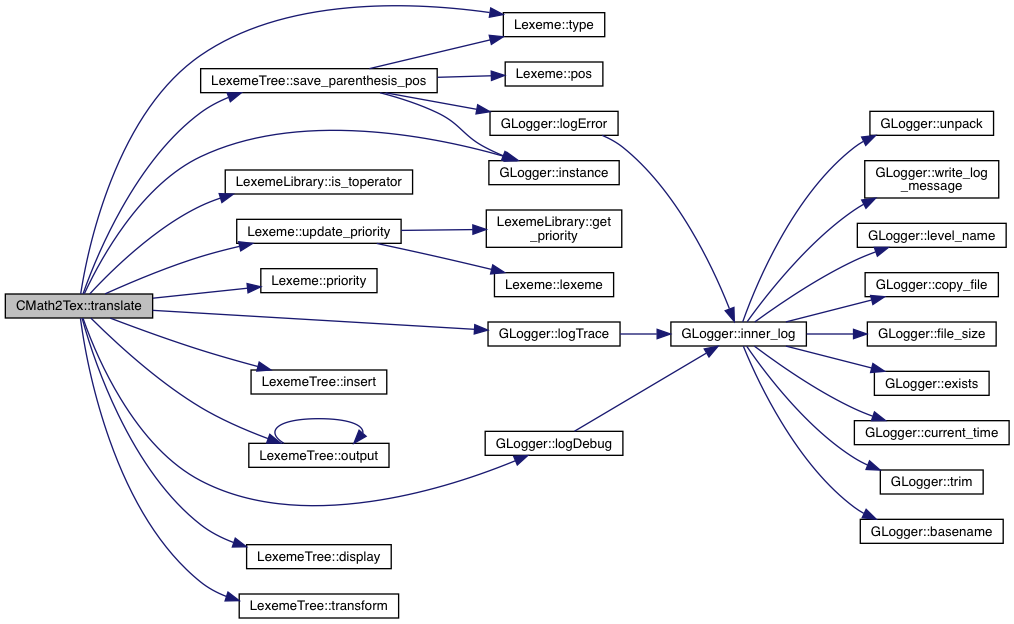 CMath2Tex::translate
Lexeme::type
LexemeTree::save_parenthesis_pos
Lexeme::pos
GLogger::logError
GLogger::instance
LexemeLibrary::is_toperator
Lexeme::update_priority
LexemeLibrary::get
_priority
Lexeme::lexeme
Lexeme::priority
GLogger::logTrace
LexemeTree::insert
LexemeTree::output
GLogger::logDebug
LexemeTree::display
LexemeTree::transform
GLogger::inner_log
GLogger::unpack
GLogger::write_log
_message
GLogger::level_name
GLogger::copy_file
GLogger::file_size
GLogger::exists
GLogger::current_time
GLogger::trim
GLogger::basename